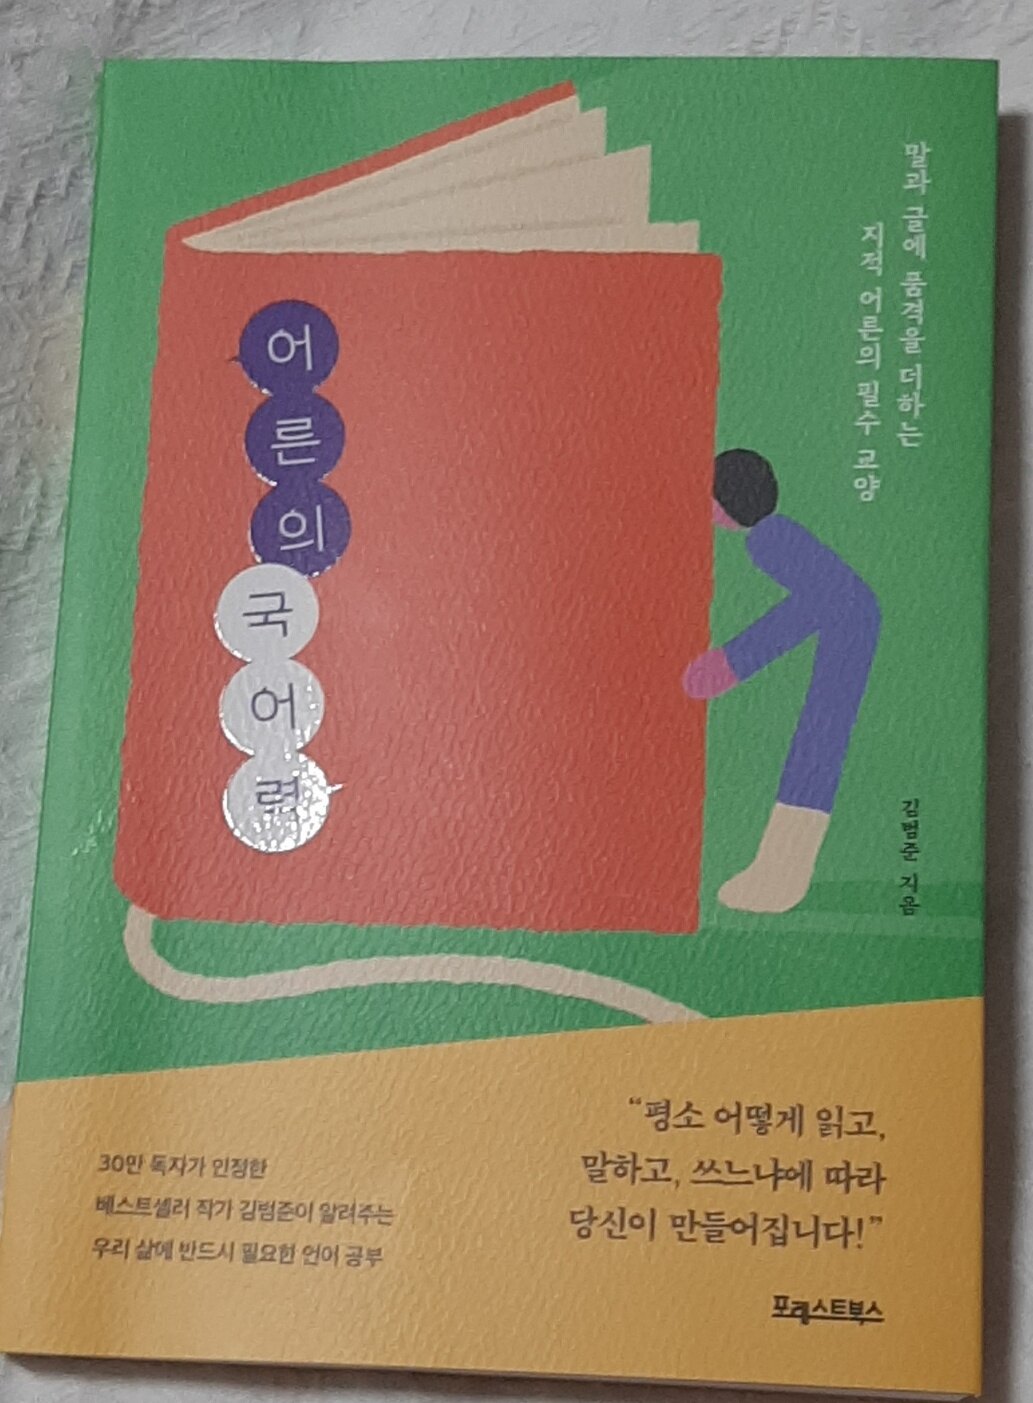 말과 글에 품격을 더하는
지적 어른의 필수 교양
어른의
국어력
김범준 지음
“평소 어떻게 읽고,
말하고, 쓰느냐에 따라
당신이 만들어집니다!”
30만 독자가 인정한
베스트셀러 작가 김범준이 알려주는
우리 삶에 반드시 필요한 언어 공부
포레스트북스